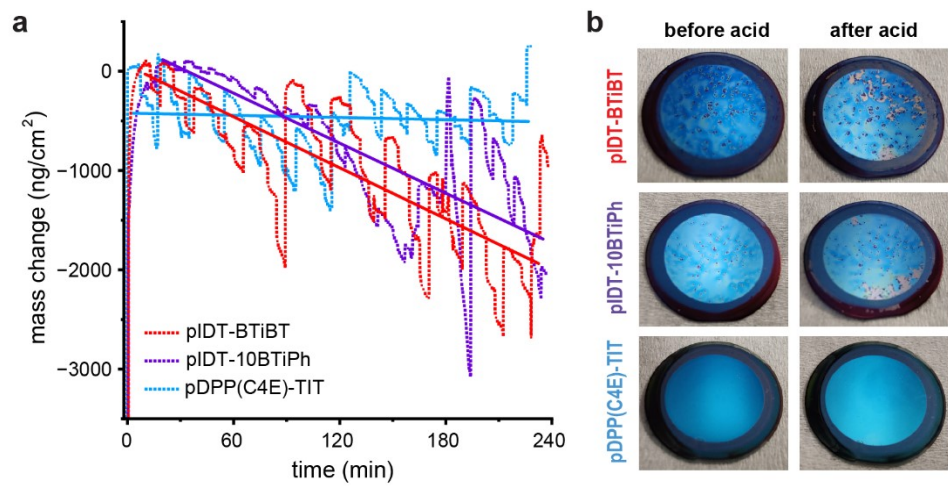 a
mass change (ng/cm²)
0
−1000
−2000
−3000
pIDT-BTiBT
pIDT-10BTiPh
pDPP(C4E)-TIT
0
60
120
180
240
time (min)
b
before acid
after acid
pIDT-BTiBT
pIDT-10BTiPh
pDPP(C4E)-TIT